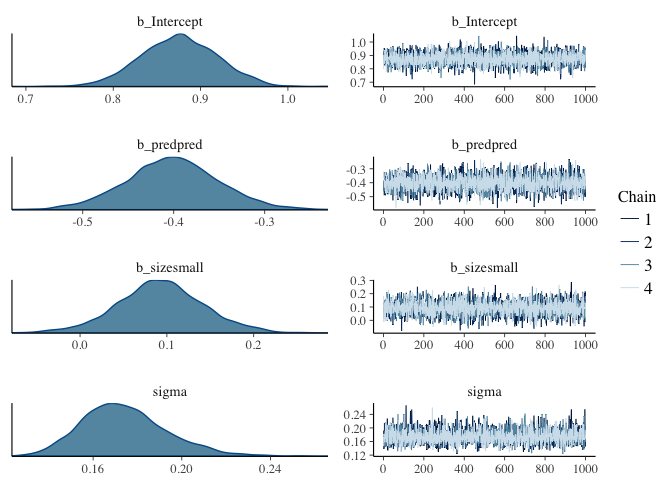 b_Intercept
0.7 0.8 0.9 1.0
b_Intercept
1.0
0.9
0.8
0.7
0 200 400 600 800 1000
b_predpred
-0.5 -0.4 -0.3
b_predpred
-0.3
-0.4
-0.5
0 200 400 600 800 1000
b_sizesmall
0.0 0.1 0.2
b_sizesmall
0.3
0.2
0.1
0.0
0 200 400 600 800 1000
sigma
0.16 0.20 0.24
sigma
0.24
0.20
0.16
0.12
0 200 400 600 800 1000
Chain
1
2
3
4